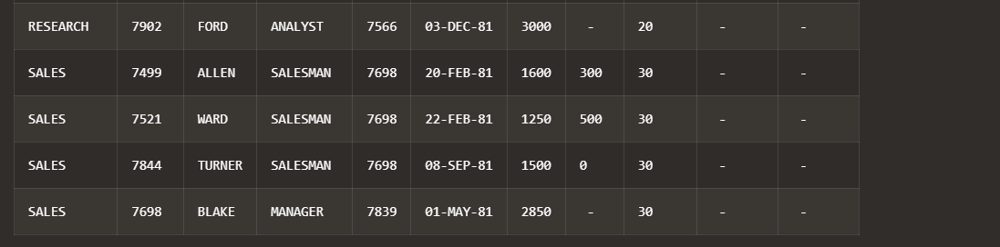 RESEARCH 7902 FORD ANALYST 7566 03-DEC-81 3000 - 20 - -
SALES 7499 ALLEN SALESMAN 7698 20-FEB-81 1600 300 30 - -
SALES 7521 WARD SALESMAN 7698 22-FEB-81 1250 500 30 - -
SALES 7844 TURNER SALESMAN 7698 08-SEP-81 1500 0 30 - -
SALES 7698 BLAKE MANAGER 7839 01-MAY-81 2850 - 30 - -